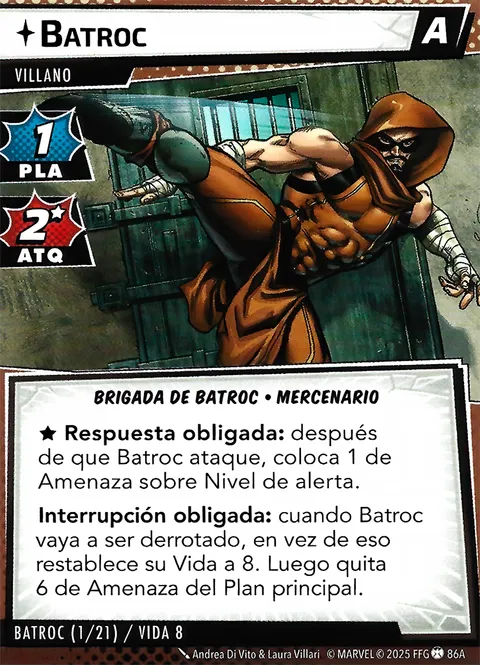 BATROC
A
VILLANO
1
PLA
2★
ATQ
BRIGADA DE BATROC • MERCENARIO
★ Respuesta obligada: después
de que Batroc ataque, coloca 1 de
Amenaza sobre Nivel de alerta.
Interrupción obligada: cuando Batroc
vaya a ser derrotado, en vez de eso
restablece su Vida a 8. Luego quita
6 de Amenaza del Plan principal.
BATROC (1/21) / VIDA 8
Andrea Di Vito & Laura Villari © MARVEL © 2025 FFG 86A